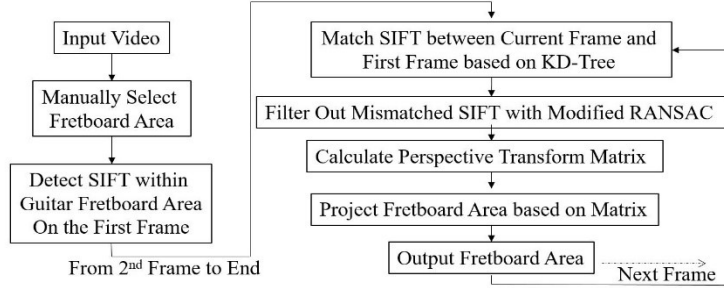 Input Video
Manually Select
Fretboard Area
Detect SIFT within
Guitar Fretboard Area
On the First Frame
From 2nd Frame to End
Match SIFT between Current Frame and
First Frame based on KD-Tree
Filter Out Mismatched SIFT with Modified RANSAC
Calculate Perspective Transform Matrix
Project Fretboard Area based on Matrix
Output Fretboard Area
Next Frame